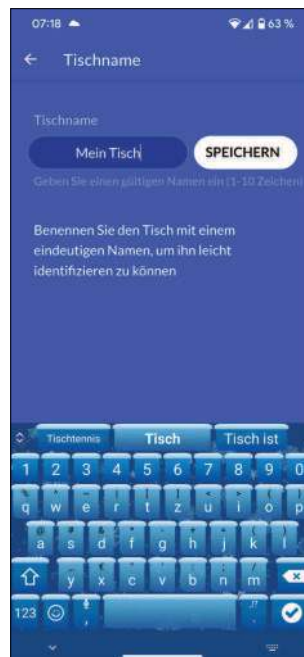 07:18 63 %
Tischname
Tischname
Mein Tisch SPEICHERN
Geben Sie einen gültigen Namen ein (1-10 Zeichen)
Benennen Sie den Tisch mit einem
eindeutigen Namen, um ihn leicht
identifizieren zu können
Tischtennis Tisch Tisch ist
1 2 3 4 5 6 7 8 9 0
q w e r t z u i o p
a s d f g h j k l
y x c v b n m
123 , .